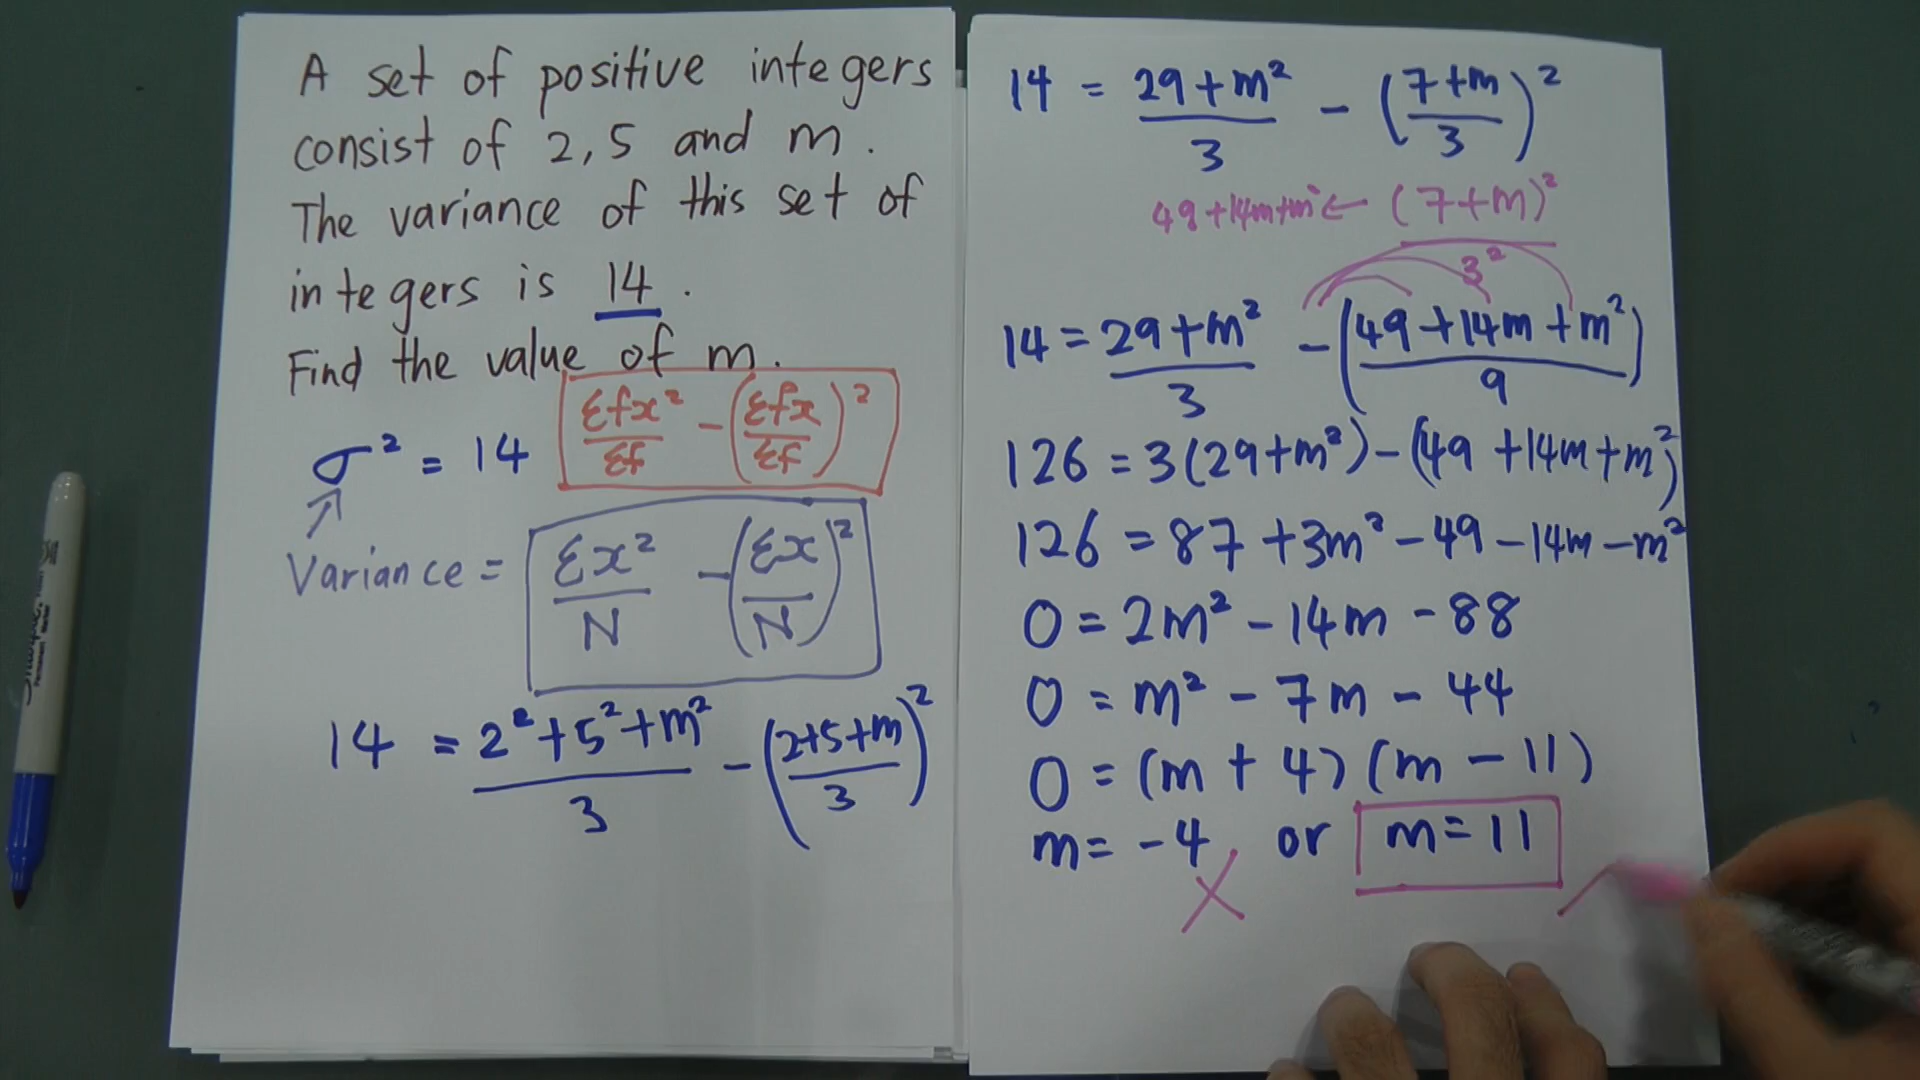 A set of positive integers
consist of 2, 5 and m.
The variance of this set of
integers is 14.
Find the value of m.
σ² = 14
Σfx²/Σf - (Σfx/Σf)²
Variance = Σx²/N - (Σx/N)²
14 = 2²+5²+m²/3 - (2+5+m/3)²
14 = 29+m²/3 - (7+m/3)²
49+14m+m² ← (7+m)²
3²
14 = 29+m²/3 - (49+14m+m²/9)
126 = 3(29+m²) - (49+14m+m²)
126 = 87 + 3m² - 49 - 14m - m²
0 = 2m² - 14m - 88
0 = m² - 7m - 44
0 = (m + 4)(m - 11)
m = -4 or m = 11
Sharpie